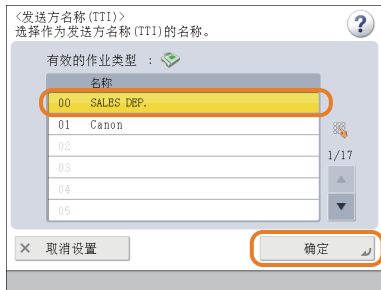 <发送方名称(TTI)>
选择作为发送方名称(TTI)的名称。
?
有效的作业类型 :
名称
00 SALES DEP.
01 Canon
02
03
04
05
1/17
× 取消设置
确定